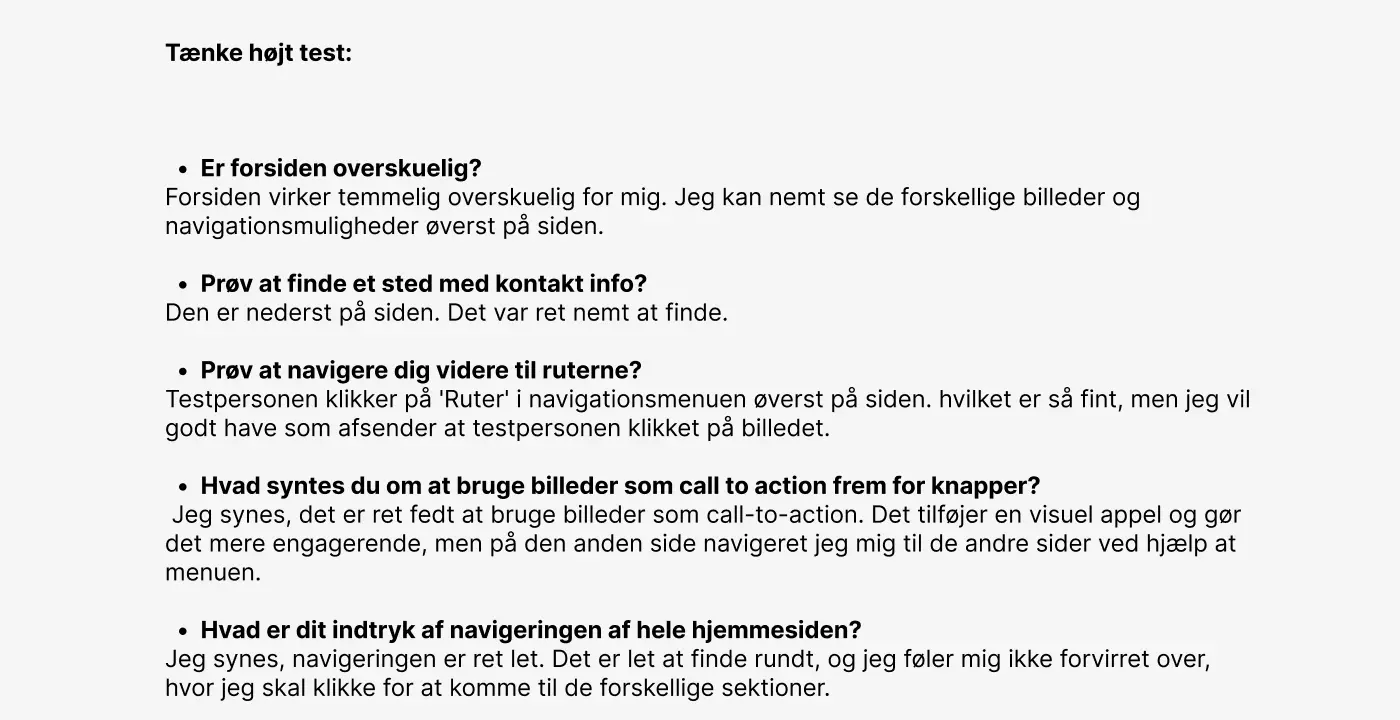 Tænke højt test:
• Er forsiden overskuelig?
Forsiden virker temmelig overskuelig for mig. Jeg kan nemt se de forskellige billeder og
navigationsmuligheder øverst på siden.
• Prøv at finde et sted med kontakt info?
Den er nederst på siden. Det var ret nemt at finde.
• Prøv at navigere dig videre til ruterne?
Testpersonen klikker på 'Ruter' i navigationsmenuen øverst på siden. hvilket er så fint, men jeg vil
godt have som afsender at testpersonen klikket på billedet.
• Hvad syntes du om at bruge billeder som call to action frem for knapper?
Jeg synes, det er ret fedt at bruge billeder som call-to-action. Det tilføjer en visuel appel og gør
det mere engagerende, men på den anden side navigeret jeg mig til de andre sider ved hjælp at
menuen.
• Hvad er dit indtryk af navigeringen af hele hjemmesiden?
Jeg synes, navigeringen er ret let. Det er let at finde rundt, og jeg føler mig ikke forvirret over,
hvor jeg skal klikke for at komme til de forskellige sektioner.